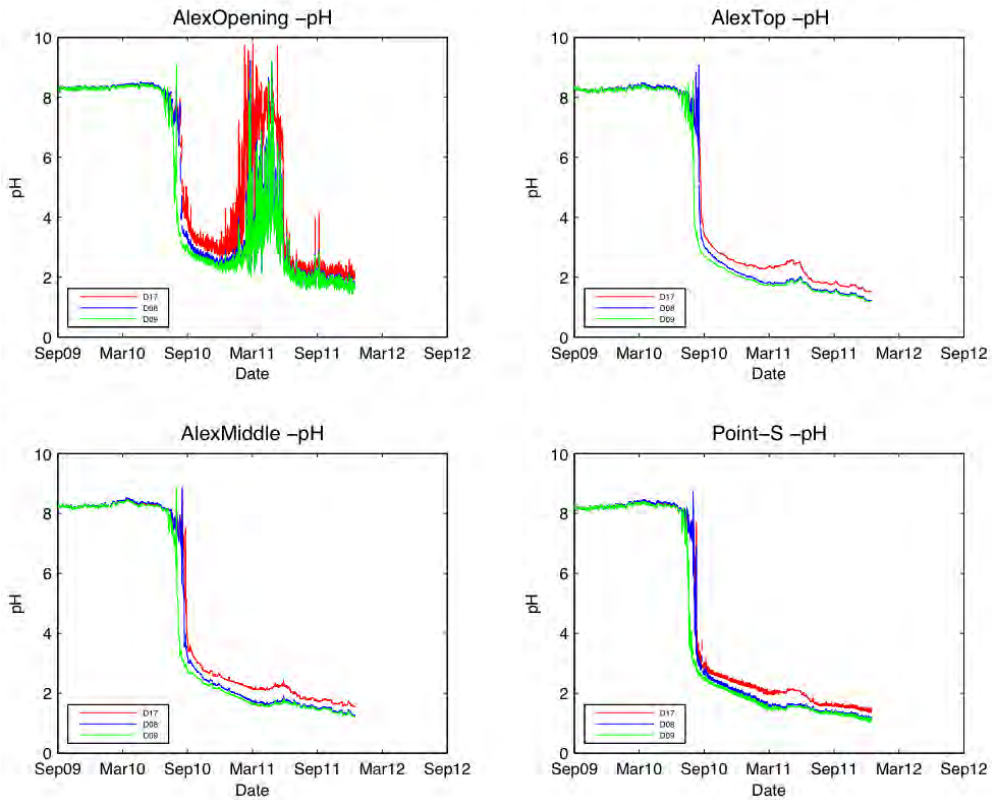 AlexOpening –pH
10
8
6
4
2
0
pH
D17
D08
D09
Sep09 Mar10 Sep10 Mar11 Sep11 Mar12 Sep12
Date
AlexTop –pH
10
8
6
4
2
0
pH
D17
D08
D09
Sep09 Mar10 Sep10 Mar11 Sep11 Mar12 Sep12
Date
AlexMiddle –pH
10
8
6
4
2
0
pH
D17
D08
D09
Sep09 Mar10 Sep10 Mar11 Sep11 Mar12 Sep12
Date
Point–S –pH
10
8
6
4
2
0
pH
D17
D08
D09
Sep09 Mar10 Sep10 Mar11 Sep11 Mar12 Sep12
Date